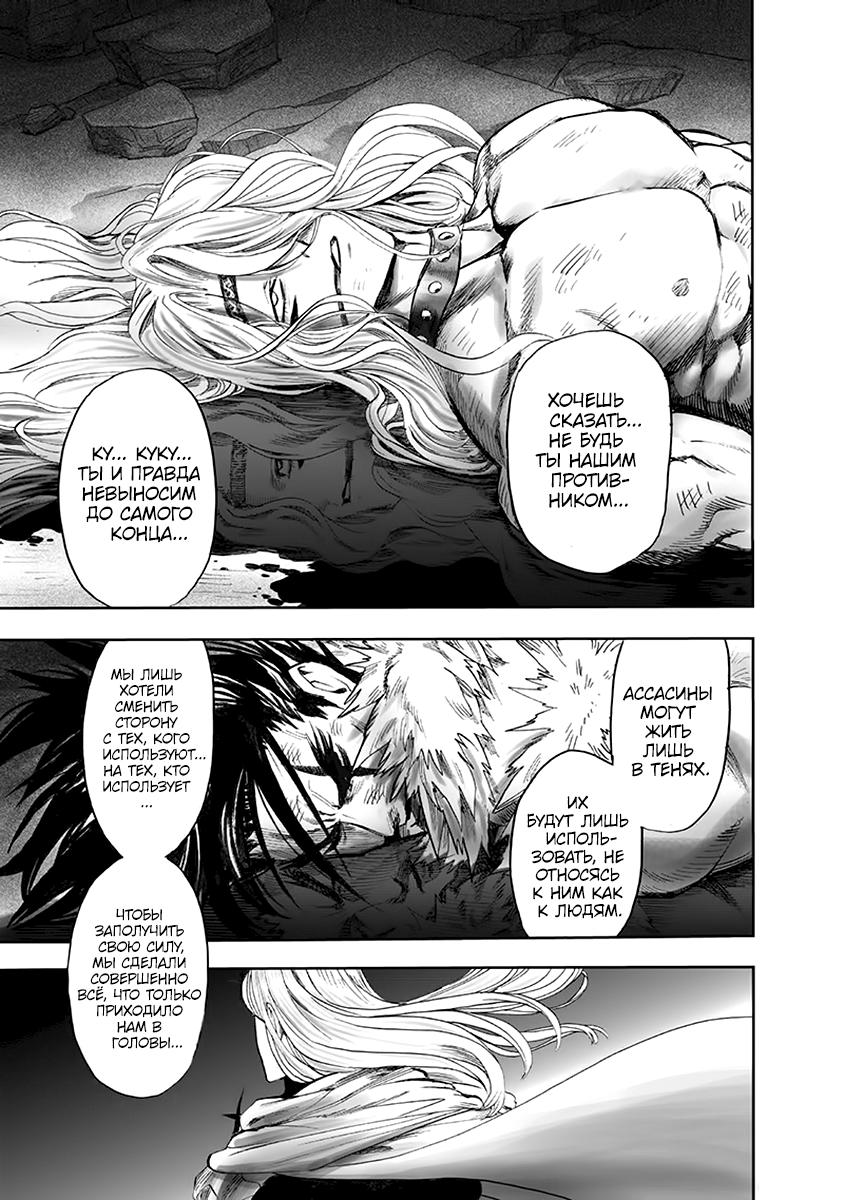 ХОЧЕШЬ
СКАЗАТЬ...
НЕ БУДЬ
ТЫ НАШИМ
ПРОТИВ-
НИКОМ...
КУ... КУКУ...
ТЫ И ПРАВДА
НЕВЫНОСИМ
ДО САМОГО
КОНЦА...
АССАСИНЫ
МОГУТ
ЖИТЬ
ЛИШЬ
В ТЕНЯХ.
ИХ
БУДУТ ЛИШЬ
ИСПОЛЬ-
ЗОВАТЬ, НЕ
ОТНОСЯСЬ
К НИМ КАК
К ЛЮДЯМ.
МЫ ЛИШЬ
ХОТЕЛИ
СМЕНИТЬ
СТОРОНУ
С ТЕХ, КОГО
ИСПОЛЬЗУЮТ...
НА ТЕХ, КТО
ИСПОЛЬЗУЕТ
...
ЧТОБЫ
ЗАПОЛУЧИТЬ
СВОЮ СИЛУ,
МЫ СДЕЛАЛИ
СОВЕРШЕННО
ВСЁ, ЧТО ТОЛЬКО
ПРИХОДИЛО
НАМ В
ГОЛОВЫ...